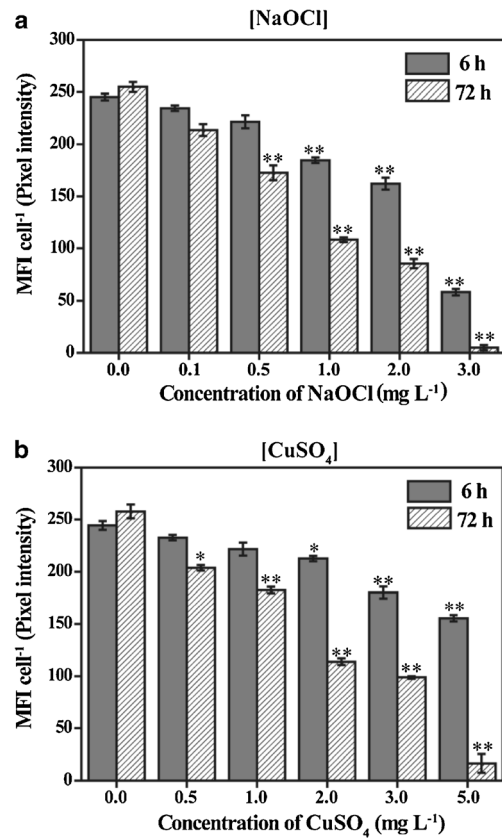 a
[NaOCl]
300
250
200
150
100
50
0
MFI cell⁻¹ (Pixel intensity)
6 h
72 h
**
**
**
**
**
**
**
0.0 0.1 0.5 1.0 2.0 3.0
Concentration of NaOCl (mg L⁻¹)
b
[CuSO₄]
300
250
200
150
100
50
0
MFI cell⁻¹ (Pixel intensity)
6 h
72 h
*
**
*
**
**
**
**
**
0.0 0.5 1.0 2.0 3.0 5.0
Concentration of CuSO₄ (mg L⁻¹)